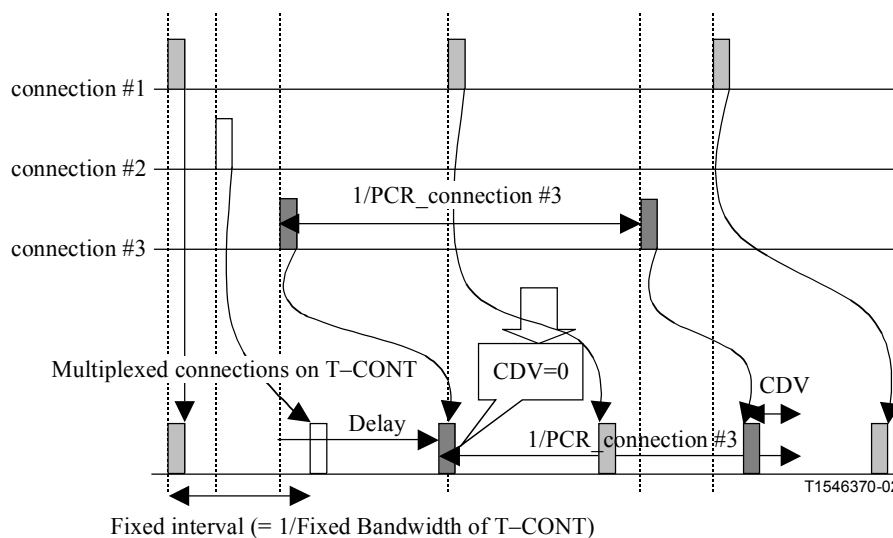 connection #1
connection #2
1/PCR_connection #3
connection #3
Multiplexed connections on T–CONT
CDV=0
CDV
Delay
1/PCR_connection #3
T1546370-02
Fixed interval (= 1/Fixed Bandwidth of T–CONT)